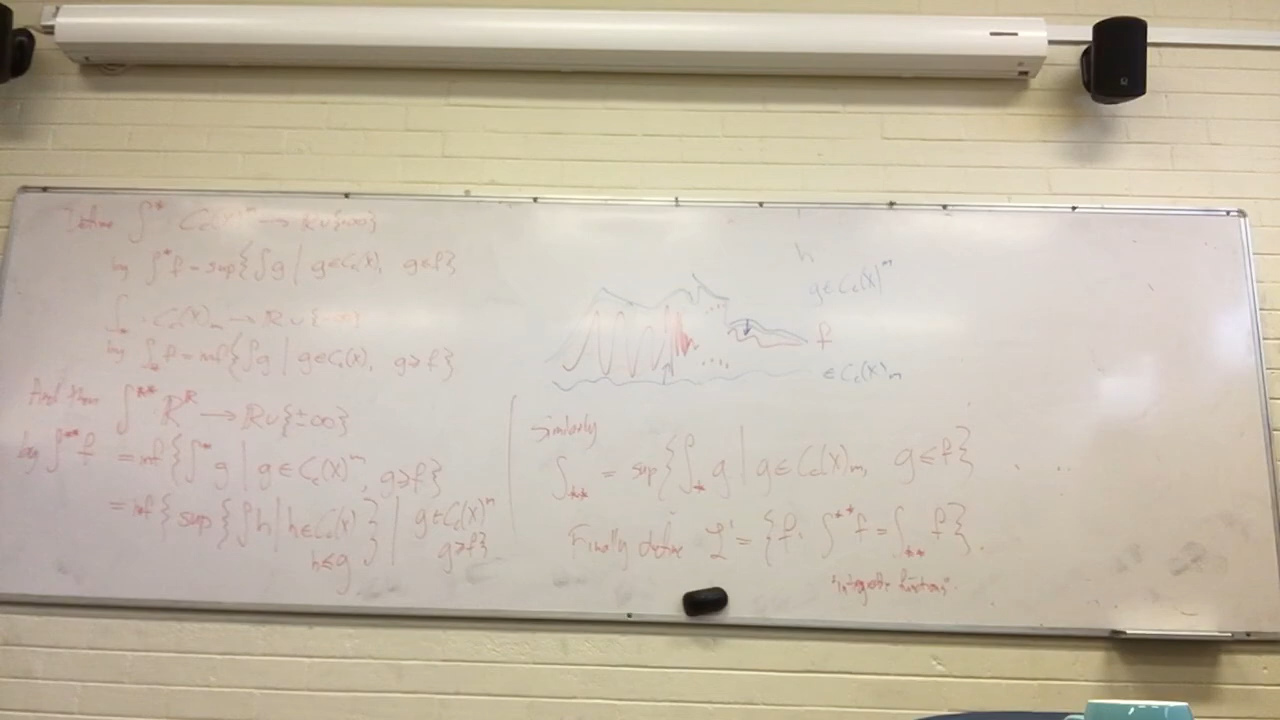 Define ∫* C_c(X)^m → R∪{∞}
by ∫*f = sup{∫g | g∈C_c(X), g≤f}
∫_* : C_c(X)_m → R∪{-∞}
by ∫_* f = inf{∫g | g∈C_c(X), g≥f}
And then ∫** R^X → R∪{±∞}
by ∫** f = inf{∫* g | g∈C_c(X)^m, g≥f}
= inf{sup{∫h | h∈C_c(X) h≤g} | g∈C_c(X)^m g≥f}
h
g∈C_c(X)^m
f
∈C_c(X)_m
Similarly
∫_** = sup{∫_* g | g∈C_c(X)_m, g≤f}
Finally define L^1 = {f: ∫** f = ∫_** f}.
"integrable functions".